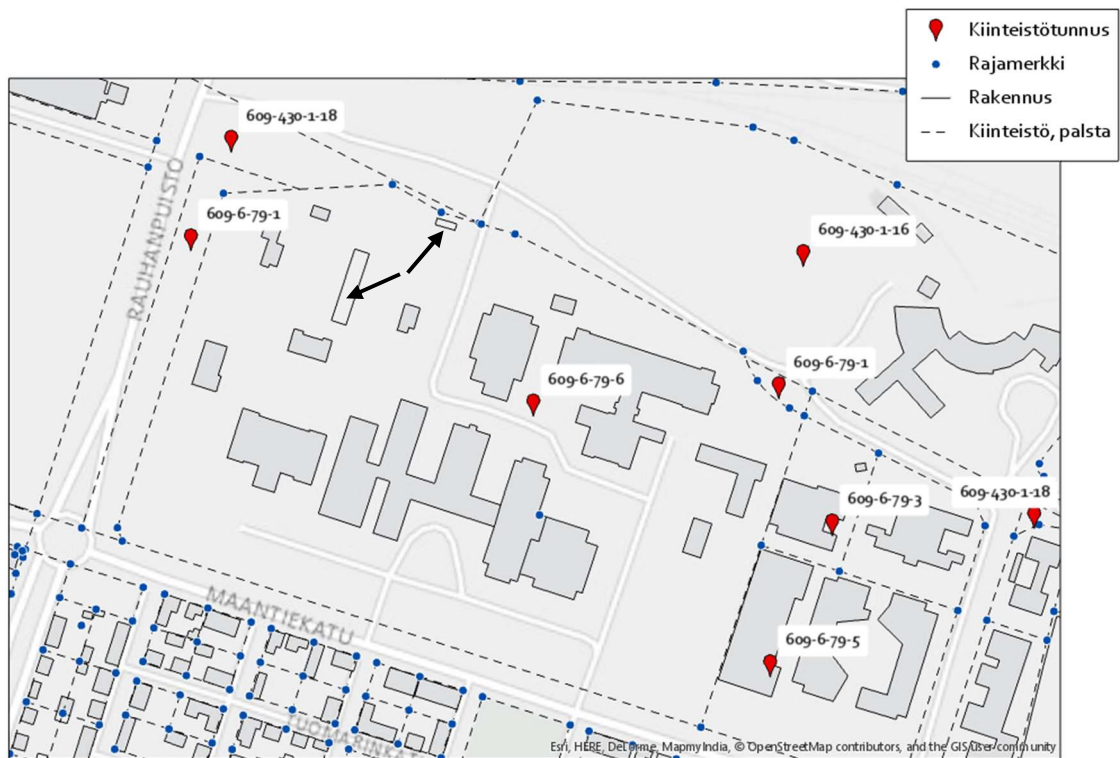 Kiinteistötunnus
Rajamerkki
Rakennus
Kiinteistö, palsta
609-430-1-18
RAUHANPUISTO
609-6-79-1
609-430-1-16
609-6-79-1
609-6-79-6
609-6-79-3
609-430-1-18
MAANTIEKATU
609-6-79-5
Esri, HERE, DeLorme, MapmyIndia, © OpenStreetMap contributors, and the GIS user community